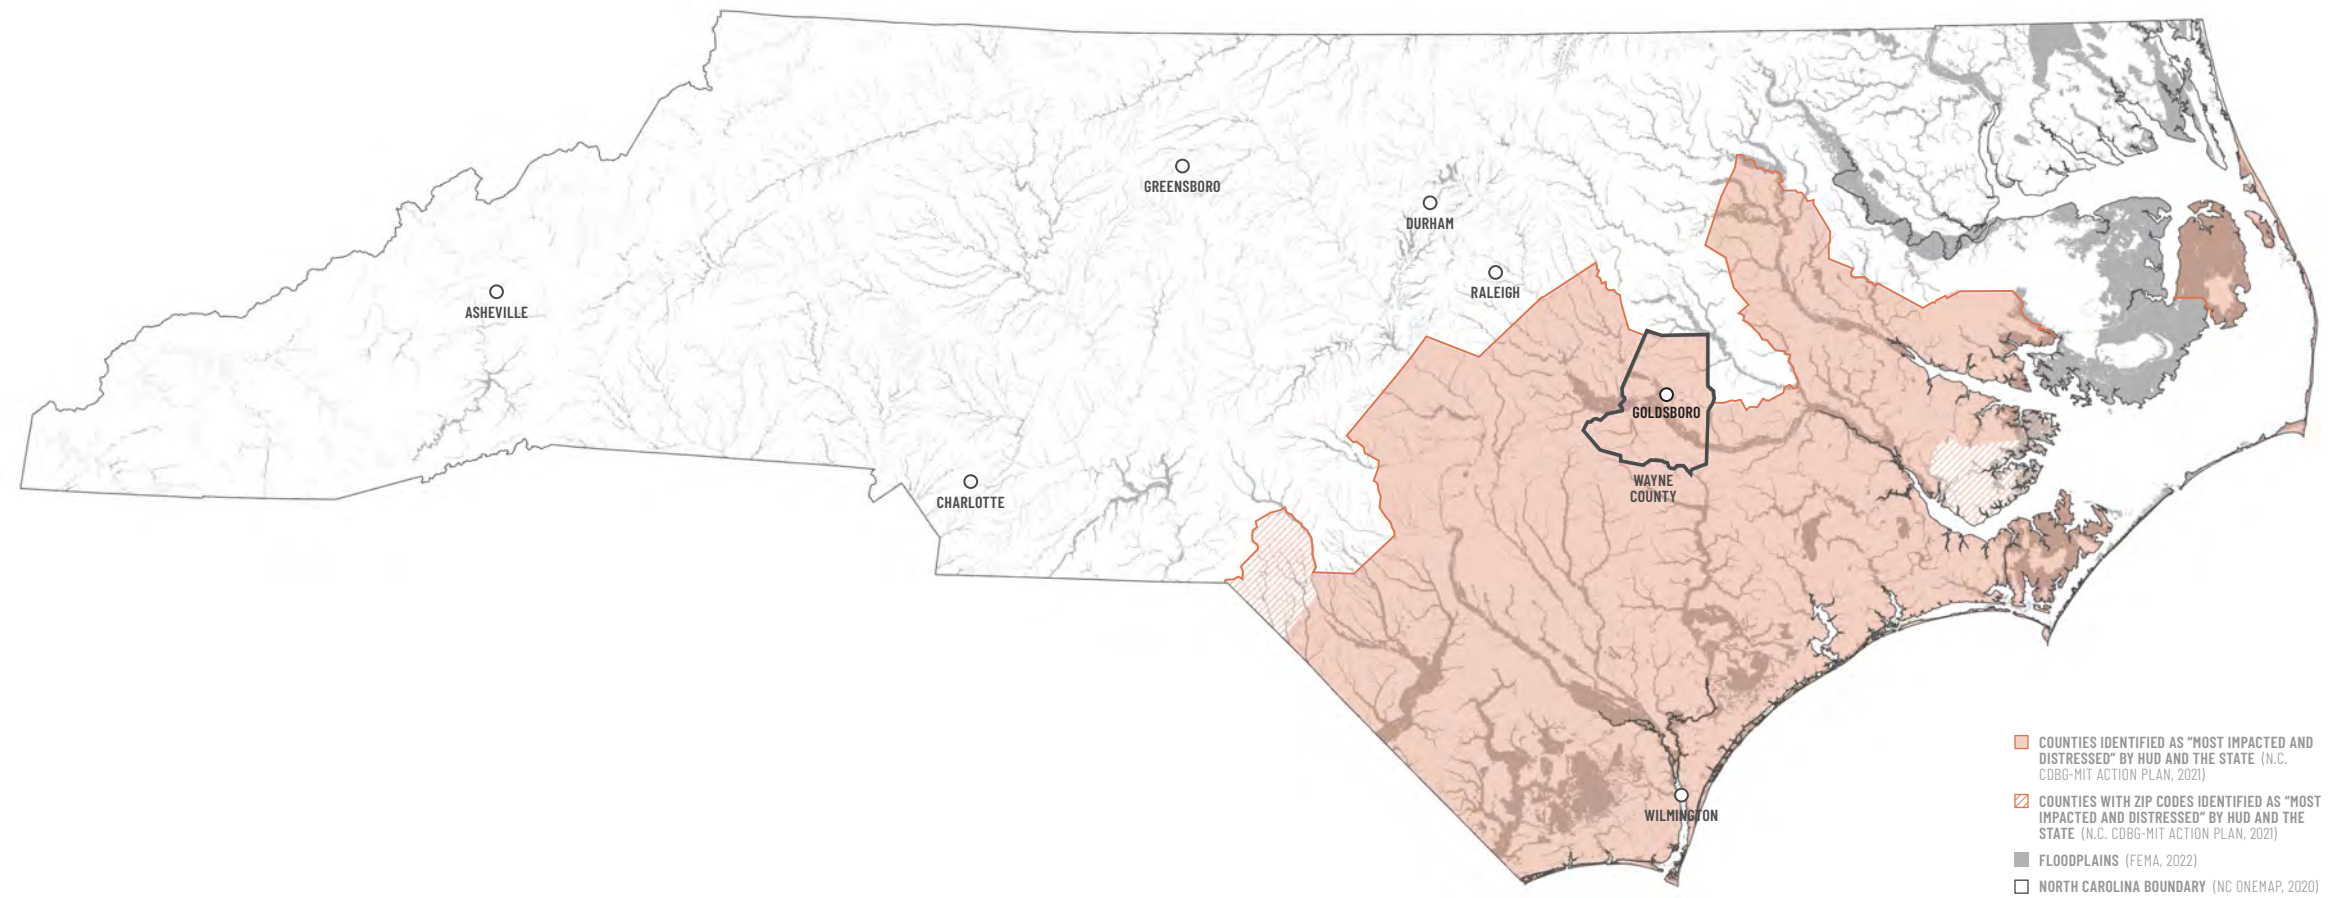 GREENSBORO
DURHAM
RALEIGH
ASHEVILLE
GOLDSBORO
WAYNE
COUNTY
CHARLOTTE
WILMINGTON
COUNTIES IDENTIFIED AS “MOST IMPACTED AND
DISTRESSED” BY HUD AND THE STATE (N.C.
CDBG-MIT ACTION PLAN, 2021)
COUNTIES WITH ZIP CODES IDENTIFIED AS “MOST
IMPACTED AND DISTRESSED” BY HUD AND THE
STATE (N.C. CDBG-MIT ACTION PLAN, 2021)
FLOODPLAINS (FEMA, 2022)
NORTH CAROLINA BOUNDARY (NC ONEMAP, 2020)